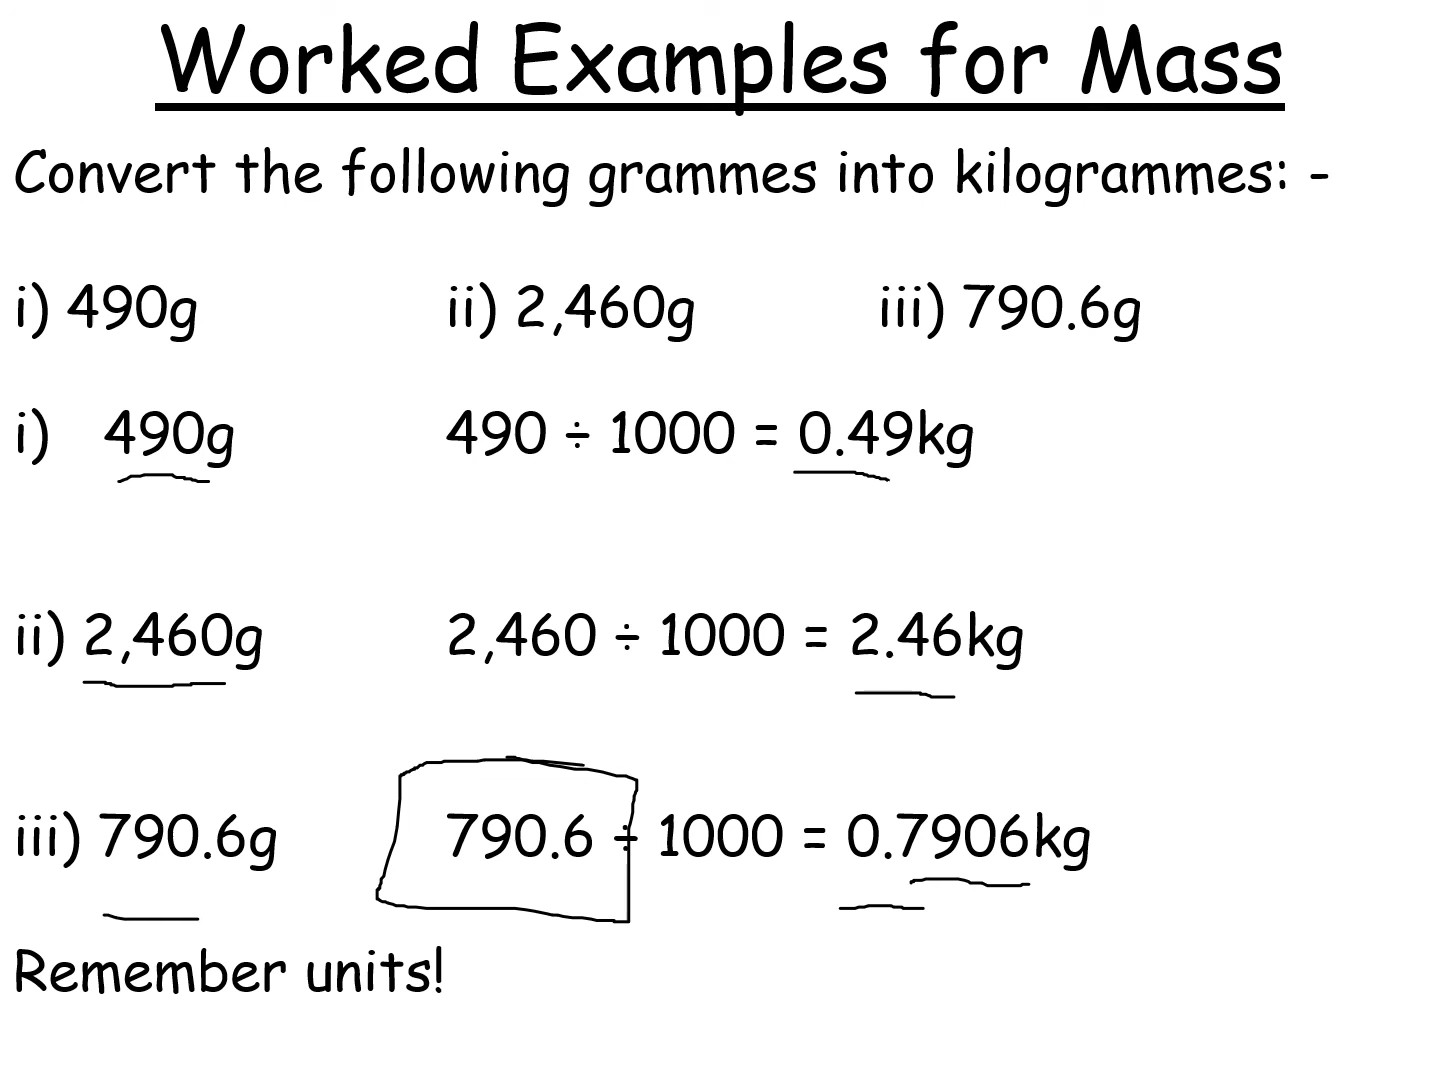 Worked Examples for Mass
Convert the following grammes into kilogrammes: -
i) 490g ii) 2,460g iii) 790.6g
i) 490g 490 ÷ 1000 = 0.49kg
ii) 2,460g 2,460 ÷ 1000 = 2.46kg
iii) 790.6g 790.6 ÷ 1000 = 0.7906kg
Remember units!